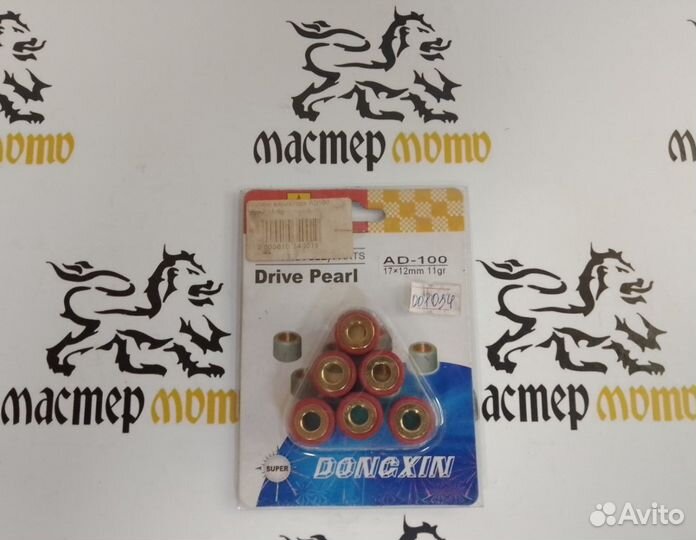 мастер мото
мастер мото
мастер мото
AD-100
17×12mm 11gr
Drive Pearl
008054
мастер мото
мастер мото
SUPER
DONGXIN
Avito